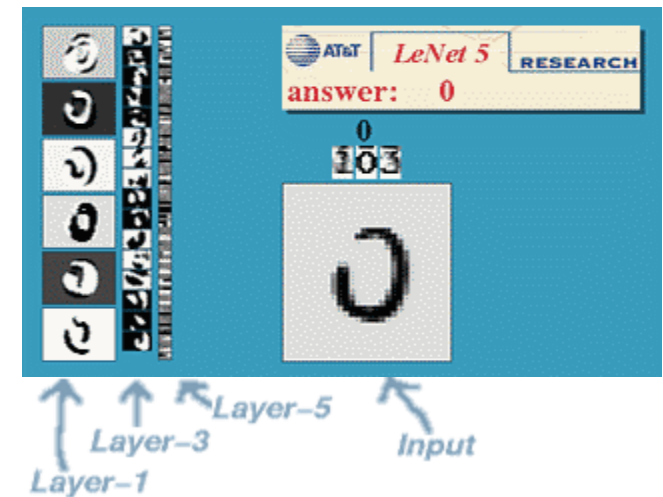 AT&T LeNet 5 RESEARCH
answer: 0
0
103
Layer-5
Layer-3
Input
Layer-1